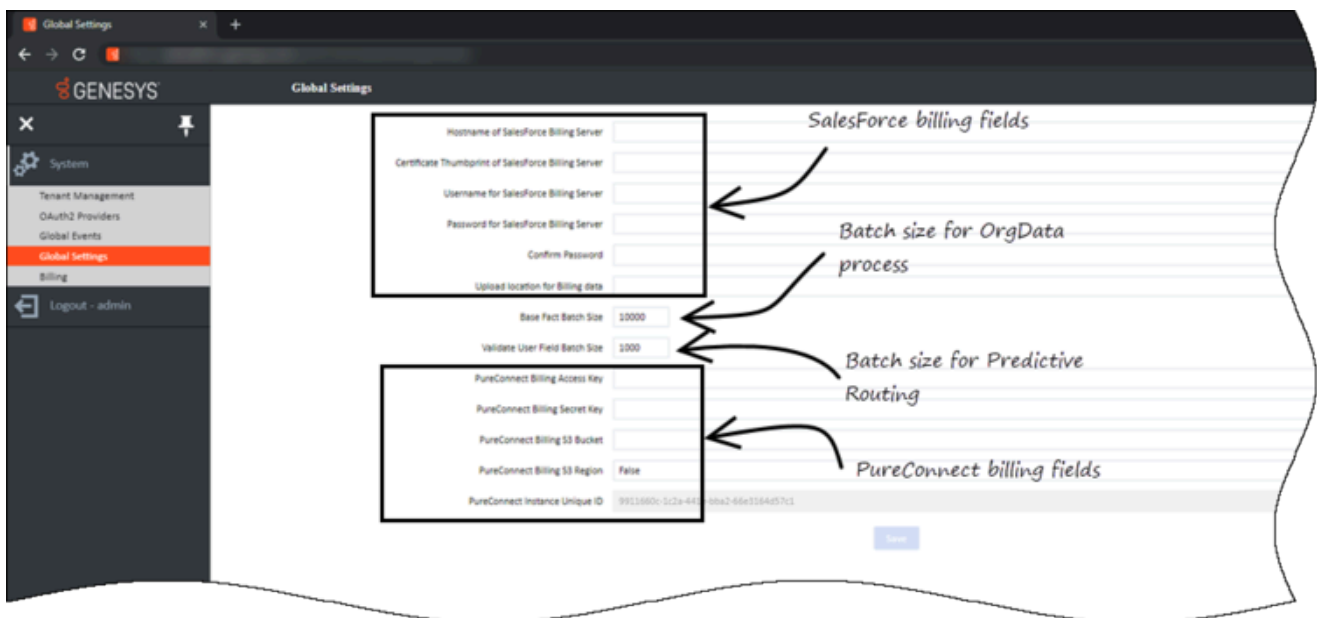 Global Settings × +
GENESYS
Global Settings
System
Tenant Management
OAuth2 Providers
Global Events
Global Settings
Billing
Logout - admin
Hostname of SalesForce Billing Server
Certificate Thumbprint of SalesForce Billing Server
Username for SalesForce Billing Server
Password for SalesForce Billing Server
Confirm Password
Upload location for Billing data
Base Fact Batch Size 10000
Validate User Field Batch Size 1000
PureConnect Billing Access Key
PureConnect Billing Secret Key
PureConnect Billing S3 Bucket
PureConnect Billing S3 Region False
PureConnect Instance Unique ID
Save
SalesForce billing fields
Batch size for OrgData
process
Batch size for Predictive
Routing
PureConnect billing fields